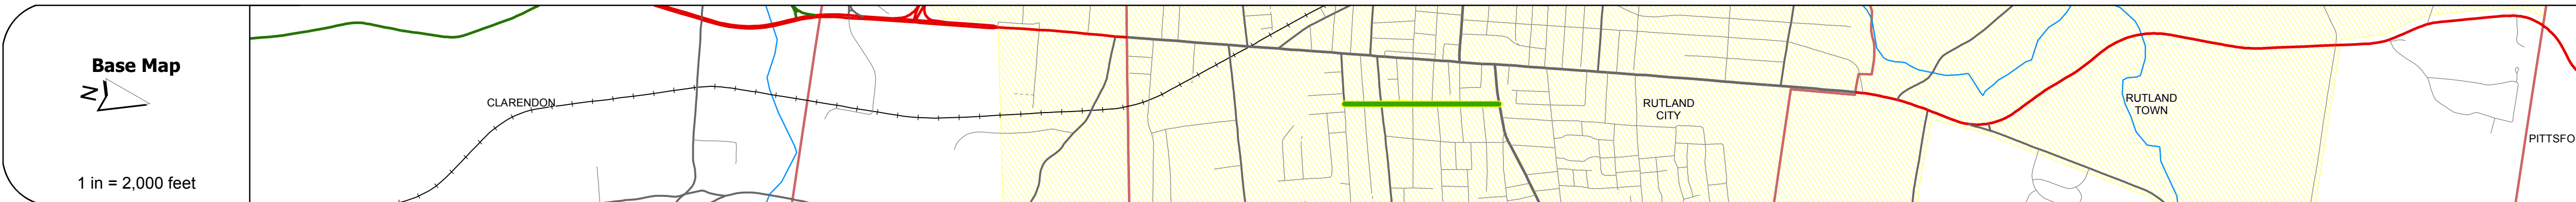 Base Map
N
1 in = 2,000 feet
CLARENDON
RUTLAND
CITY
RUTLAND
TOWN
PITTSFO